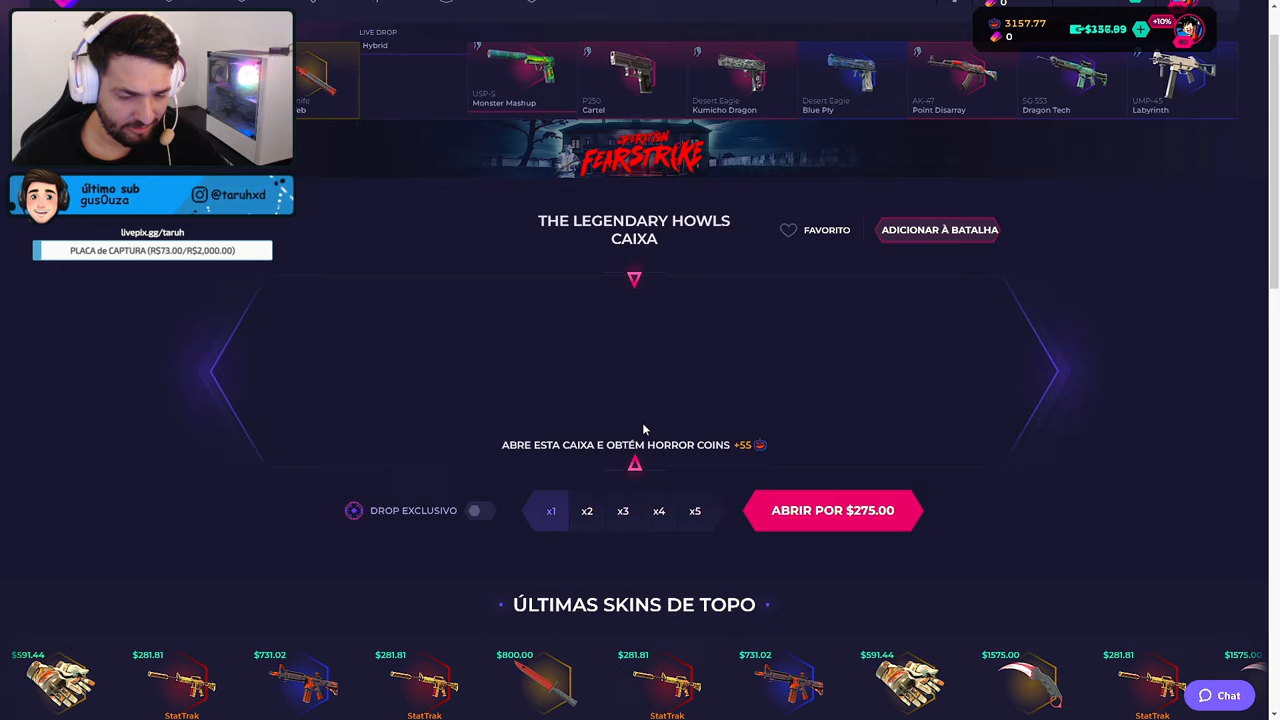 3157.77
0
$156.89
+10%
LIVE DROP
Hybrid
USP-S
Monster Mashup
P250
Cartel
Desert Eagle
Kumicho Dragon
Desert Eagle
Blue Ply
AK-47
Point Disarray
SG 553
Dragon Tech
UMP-45
Labyrinth
OPERATION
FEARSTRIKE
último sub
gusOuza
@taruhxd
livepix.gg/taruh
PLACA de CAPTURA (R$73.00/R$2,000.00)
THE LEGENDARY HOWLS
CAIXA
FAVORITO
ADICIONAR À BATALHA
ABRE ESTA CAIXA E OBTÉM HORROR COINS +55
DROP EXCLUSIVO
x1
x2
x3
x4
x5
ABRIR POR $275.00
ÚLTIMAS SKINS DE TOPO
$591.44
$281.81
$731.02
$281.81
$800.00
$281.81
$731.02
$591.44
$1575.00
$281.81
$1575.00
StatTrak
StatTrak
StatTrak
StatTrak
Chat